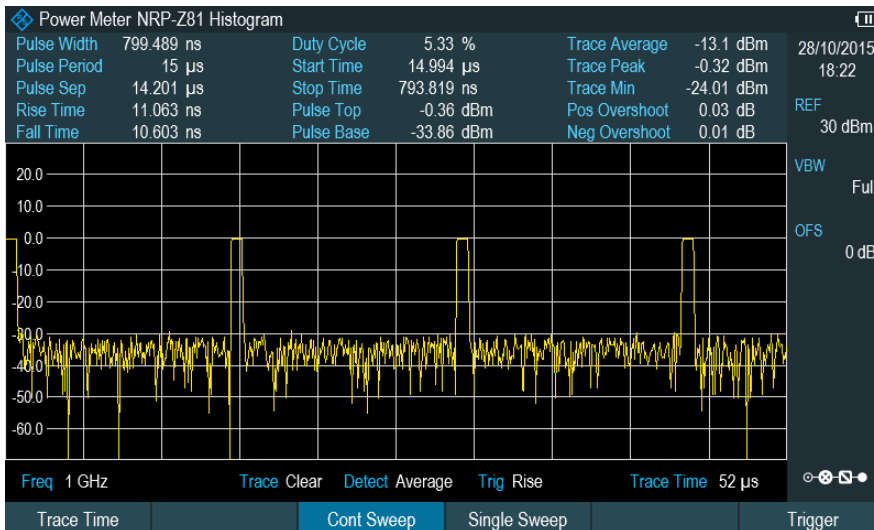 Power Meter NRP-Z81 Histogram
Pulse Width 799.489 ns Duty Cycle 5.33 % Trace Average -13.1 dBm
Pulse Period 15 µs Start Time 14.994 µs Trace Peak -0.32 dBm
Pulse Sep 14.201 µs Stop Time 793.819 ns Trace Min -24.01 dBm
Rise Time 11.063 ns Pulse Top -0.36 dBm Pos Overshoot 0.03 dB
Fall Time 10.603 ns Pulse Base -33.86 dBm Neg Overshoot 0.01 dB
28/10/2015
18:22
REF
30 dBm
VBW
Ful
OFS
0 dB
20.0
10.0
0.0
-10.0
-20.0
-30.0
-40.0
-50.0
-60.0
Freq 1 GHz Trace Clear Detect Average Trig Rise Trace Time 52 µs
Trace Time Cont Sweep Single Sweep Trigger